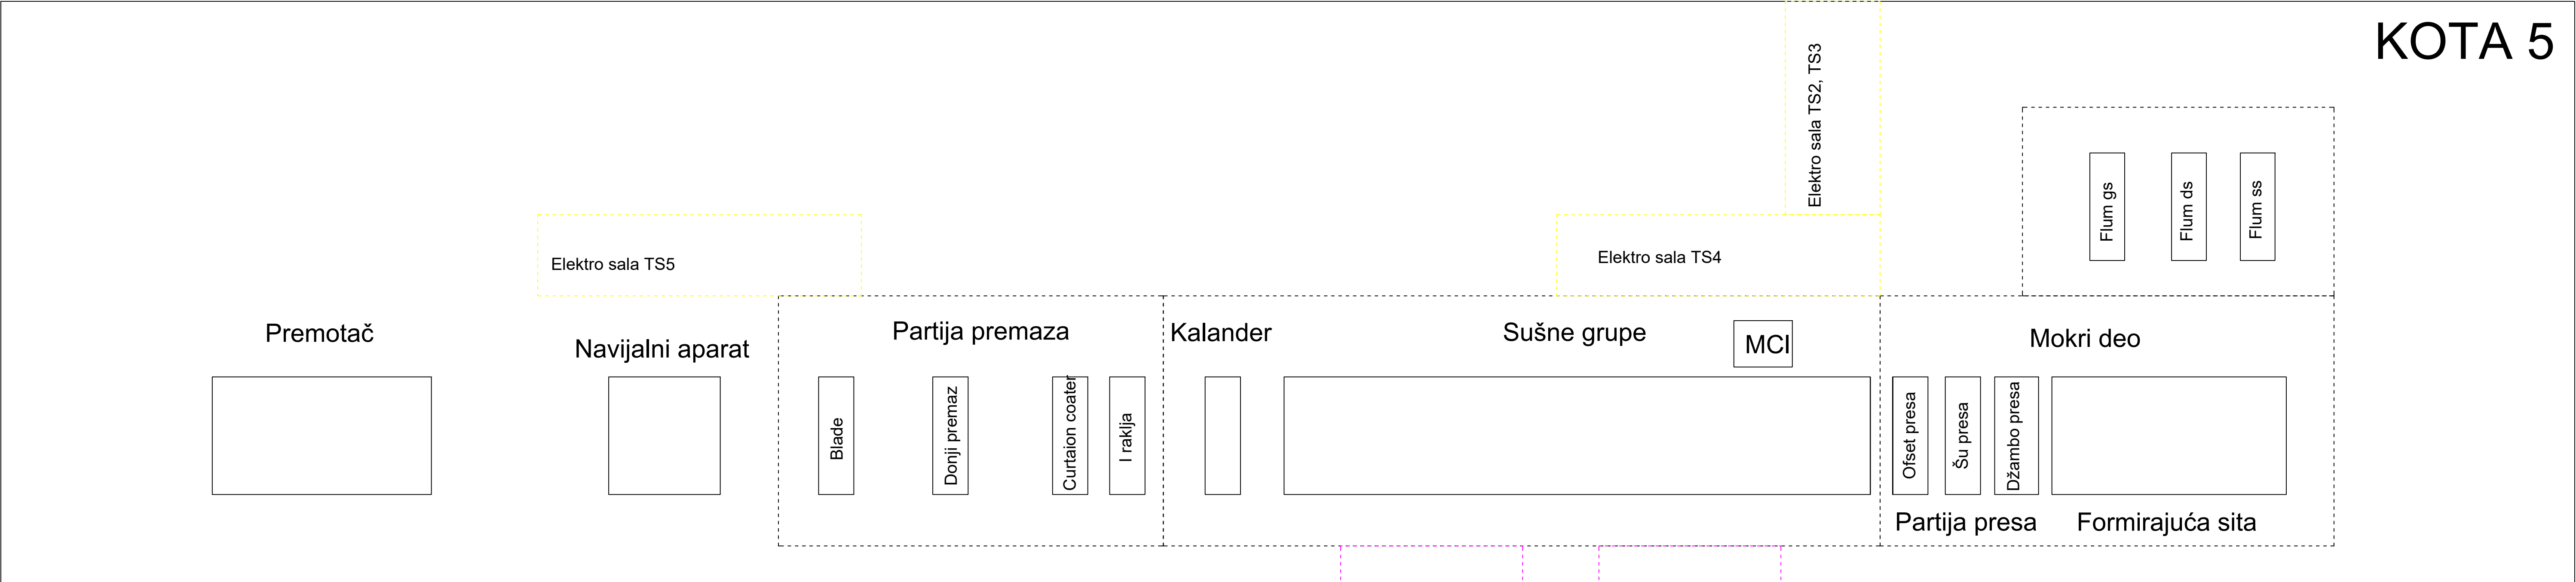 KOTA 5
Elektro sala TS2, TS3
Flum gs
Flum ds
Flum ss
Elektro sala TS5
Elektro sala TS4
Premotač
Navijalni aparat
Partija premaza
Kalander
Sušne grupe
MCI
Mokri deo
Blade
Donji premaz
Curtaion coater
I raklja
Ofset presa
Šu presa
Džambo presa
Partija presa
Formirajuća sita